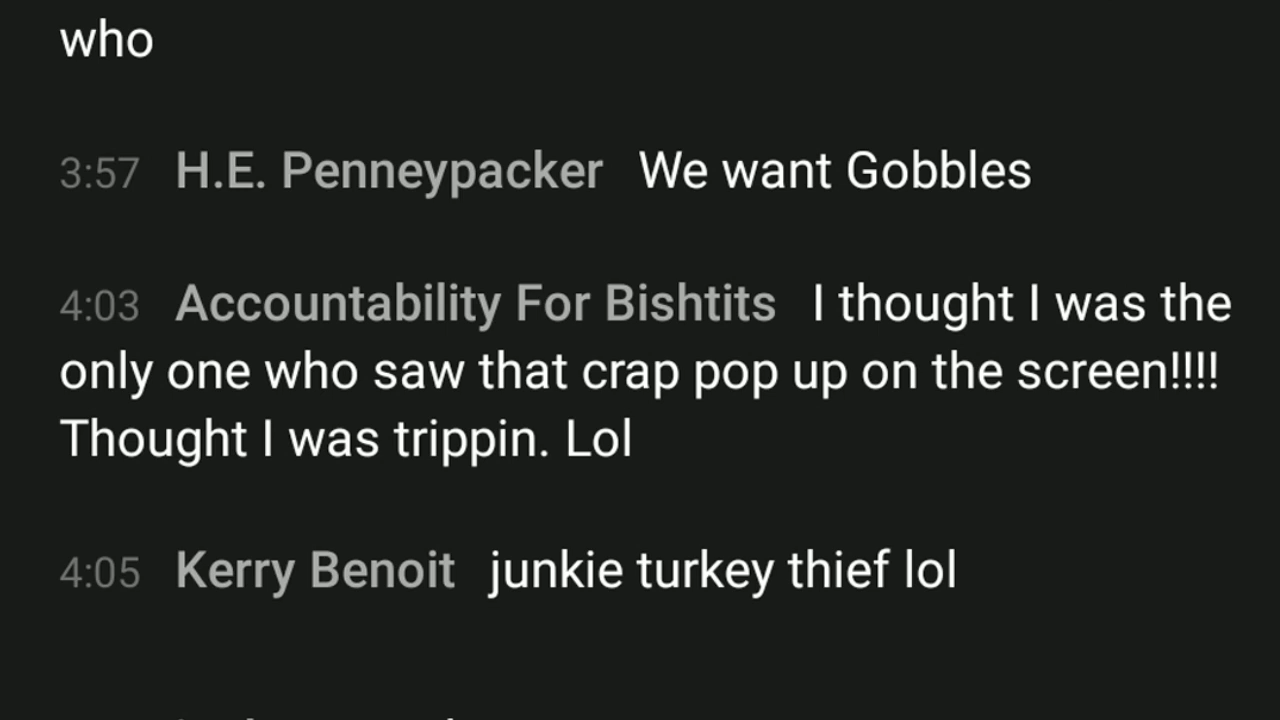 who
3:57 H.E. Penneypacker We want Gobbles
4:03 Accountability For Bishtits I thought I was the
only one who saw that crap pop up on the screen!!!!
Thought I was trippin. Lol
4:05 Kerry Benoit junkie turkey thief lol